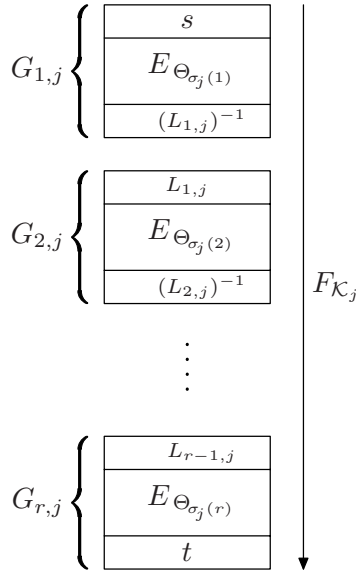 s
G_{1,j} E_{Θ_{σ_j(1)}}
(L_{1,j})^{-1}
L_{1,j}
G_{2,j} E_{Θ_{σ_j(2)}}
(L_{2,j})^{-1}
F_{𝒦_j}
⋮
L_{r-1,j}
G_{r,j} E_{Θ_{σ_j(r)}}
t